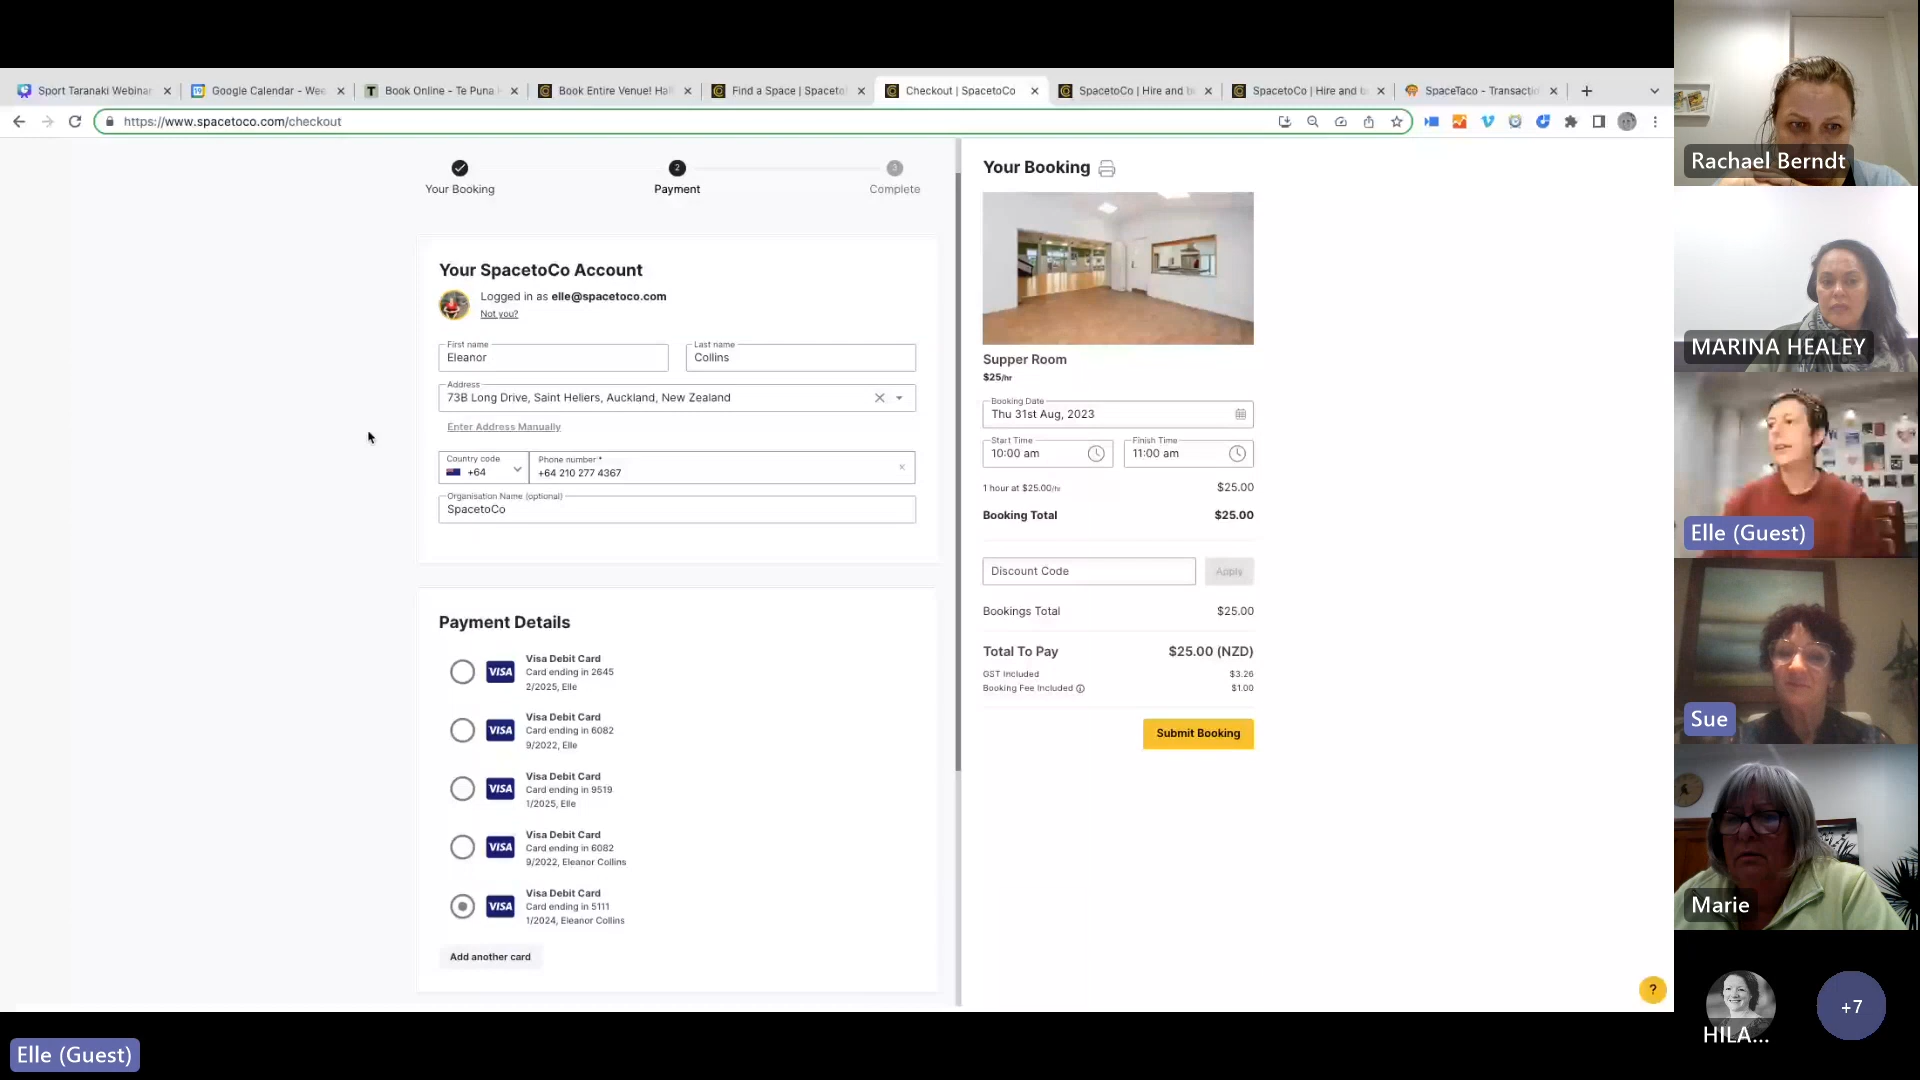 Sport Taranaki Webinar
Google Calendar - Wee
Book Online - Te Puna
Book Entire Venue! Hal
Find a Space | Spaceto
Checkout | SpacetoCo
SpacetoCo | Hire and b
SpacetoCo | Hire and b
SpaceTaco - Transactio
https://www.spacetoco.com/checkout
2
3
Your Booking
Payment
Complete
Your SpacetoCo Account
Logged in as elle@spacetoco.com
Not you?
First name
Eleanor
Last name
Collins
Address
73B Long Drive, Saint Heliers, Auckland, New Zealand
Enter Address Manually
Country code
+64
Phone number *
+64 210 277 4367
Organisation Name (optional)
SpacetoCo
Payment Details
VISA
Visa Debit Card
Card ending in 2645
2/2025, Elle
VISA
Visa Debit Card
Card ending in 6082
9/2022, Elle
VISA
Visa Debit Card
Card ending in 9519
1/2025, Elle
VISA
Visa Debit Card
Card ending in 6082
9/2022, Eleanor Collins
VISA
Visa Debit Card
Card ending in 5111
1/2024, Eleanor Collins
Add another card
Your Booking
Supper Room
$25/hr
Booking Date
Thu 31st Aug, 2023
Start Time
10:00 am
Finish Time
11:00 am
1 hour at $25.00/hr $25.00
Booking Total $25.00
Discount Code
Apply
Bookings Total $25.00
Total To Pay $25.00 (NZD)
GST Included $3.26
Booking Fee Included $1.00
Submit Booking
?
Rachael Berndt
MARINA HEALEY
Elle (Guest)
Sue
Marie
HILA...
+7
Elle (Guest)